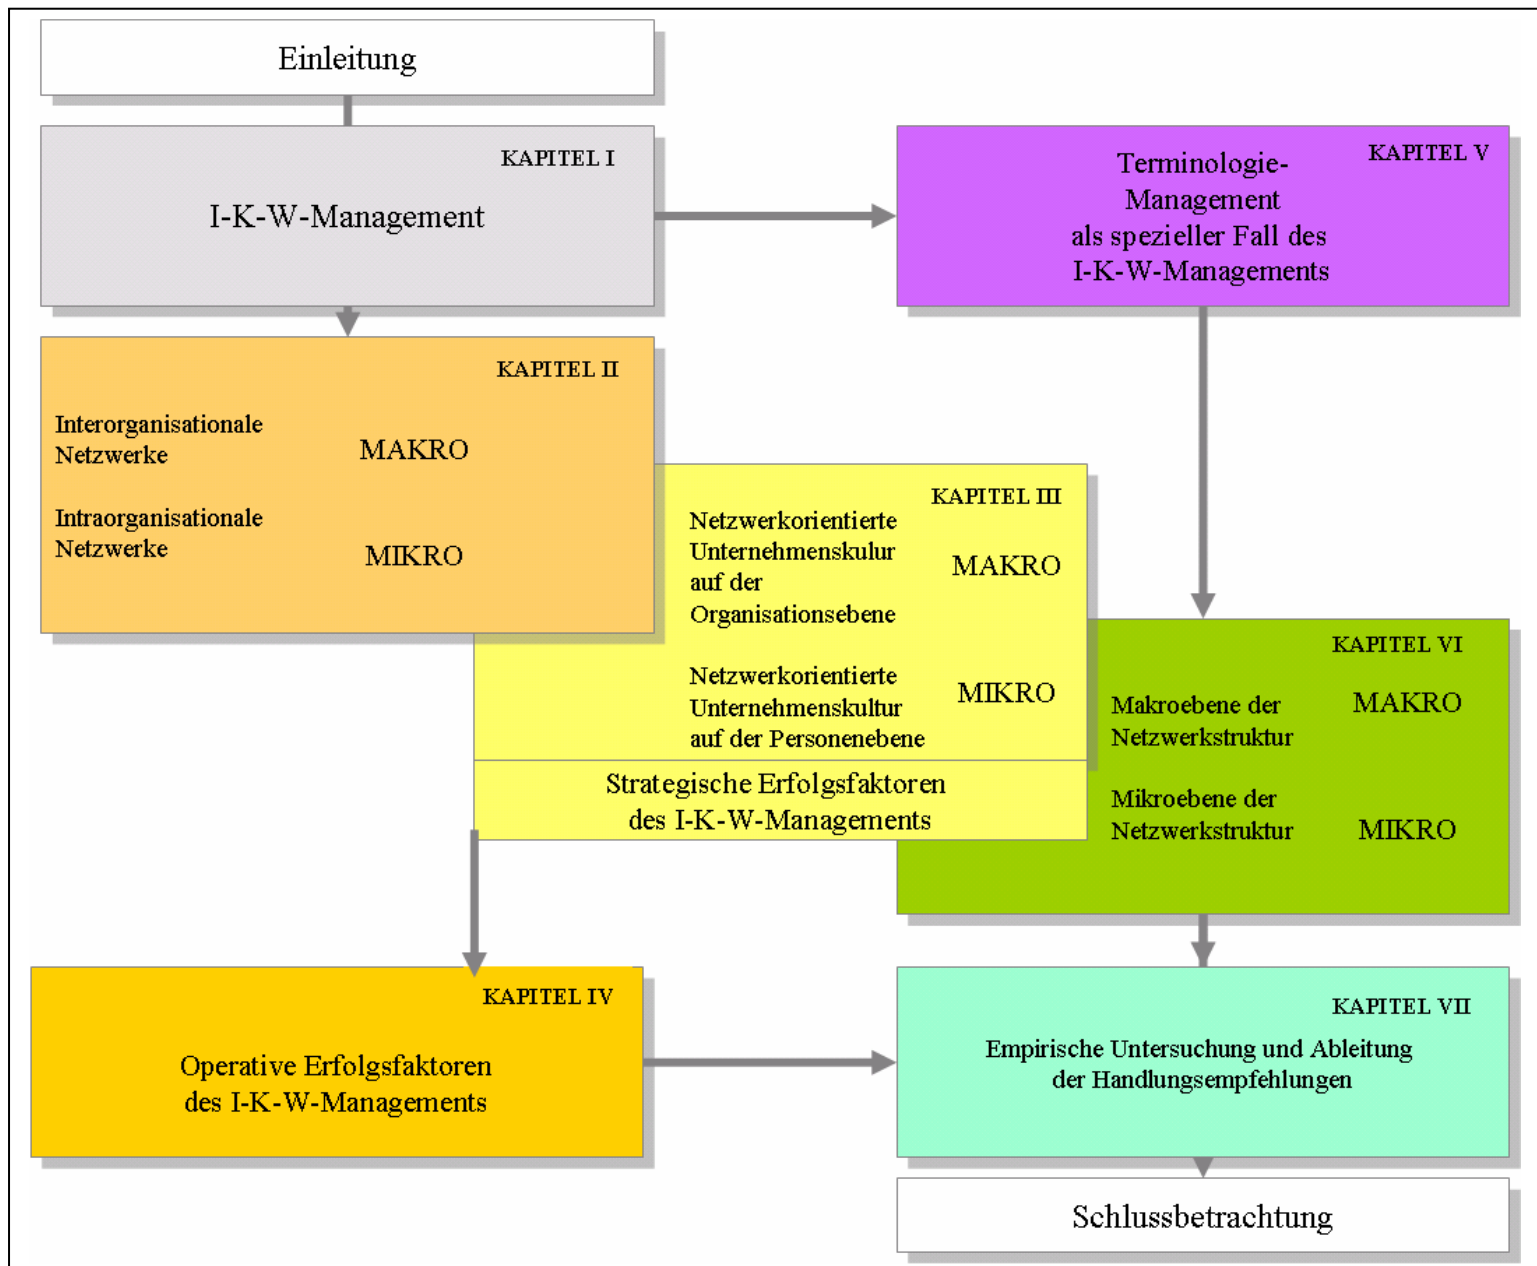 Einleitung
KAPITEL I
I-K-W-Management
KAPITEL V
Terminologie-
Management
als spezieller Fall des
I-K-W-Managements
KAPITEL II
Interorganisationale
Netzwerke
MAKRO
Intraorganisationale
Netzwerke
MIKRO
KAPITEL III
Netzwerkorientierte
Unternehmenskulur
auf der
Organisationsebene
MAKRO
Netzwerkorientierte
Unternehmenskultur
auf der Personenebene
MIKRO
Strategische Erfolgsfaktoren
des I-K-W-Managements
KAPITEL VI
Makroebene der
Netzwerkstruktur
MAKRO
Mikroebene der
Netzwerkstruktur
MIKRO
KAPITEL IV
Operative Erfolgsfaktoren
des I-K-W-Managements
KAPITEL VII
Empirische Untersuchung und Ableitung
der Handlungsempfehlungen
Schlussbetrachtung